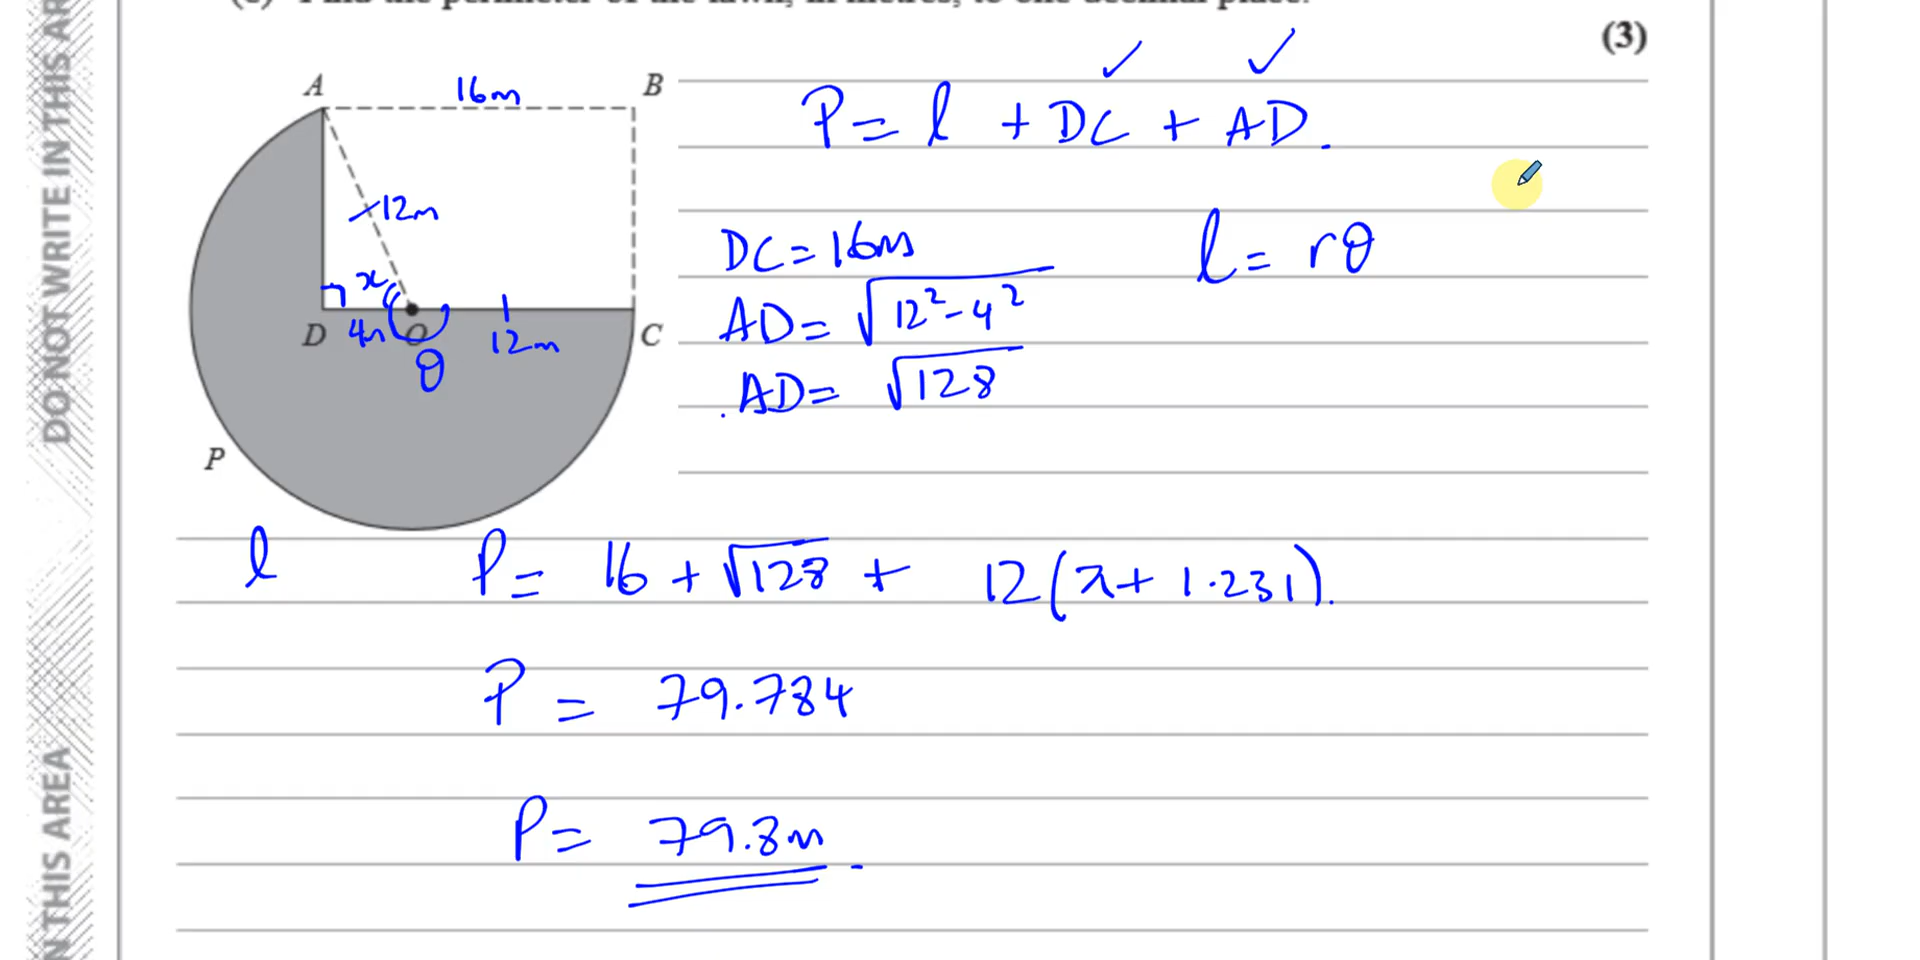 (3)
A 16m B
P = l + DC + AD.
12m
DC = 16m
l = rθ
x
AD = √12² - 4²
D 4m O 12m C
θ
AD = √128
P
l
P = 16 + √128 + 12(π + 1.231).
P = 79.784
P = 79.8m
DO NOT WRITE IN THIS AR
N THIS AREA